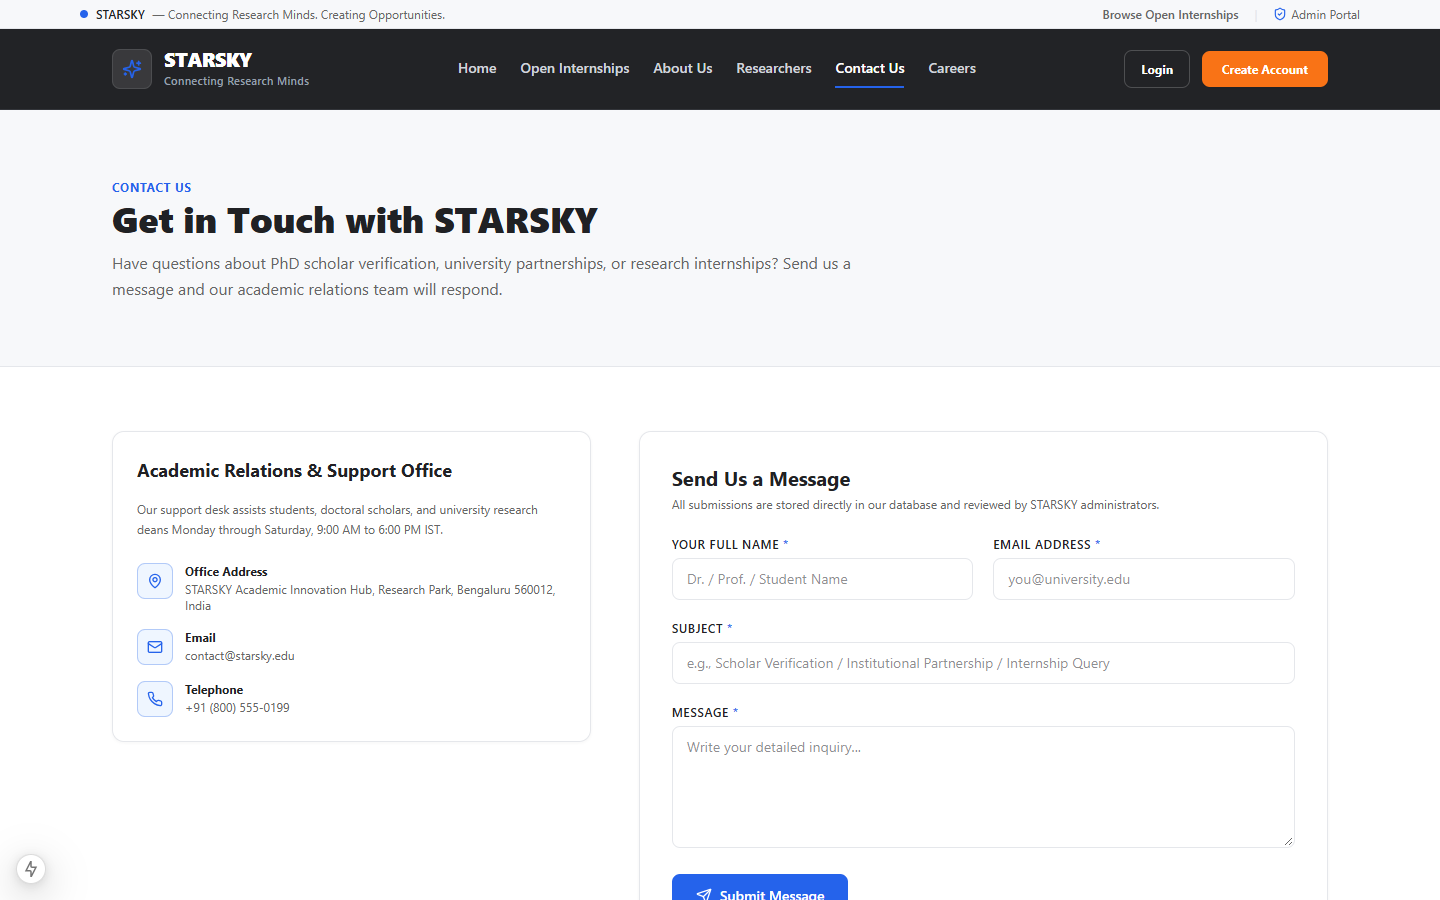 STARSKY — Connecting Research Minds. Creating Opportunities.
Browse Open Internships | Admin Portal
STARSKY
Connecting Research Minds
Home Open Internships About Us Researchers Contact Us Careers
Login Create Account
CONTACT US
Get in Touch with STARSKY
Have questions about PhD scholar verification, university partnerships, or research internships? Send us a
message and our academic relations team will respond.
Academic Relations & Support Office
Our support desk assists students, doctoral scholars, and university research
deans Monday through Saturday, 9:00 AM to 6:00 PM IST.
Office Address
STARSKY Academic Innovation Hub, Research Park, Bengaluru 560012,
India
Email
contact@starsky.edu
Telephone
+91 (800) 555-0199
Send Us a Message
All submissions are stored directly in our database and reviewed by STARSKY administrators.
YOUR FULL NAME * EMAIL ADDRESS *
Dr. / Prof. / Student Name you@university.edu
SUBJECT *
e.g., Scholar Verification / Institutional Partnership / Internship Query
MESSAGE *
Write your detailed inquiry...
Submit Message